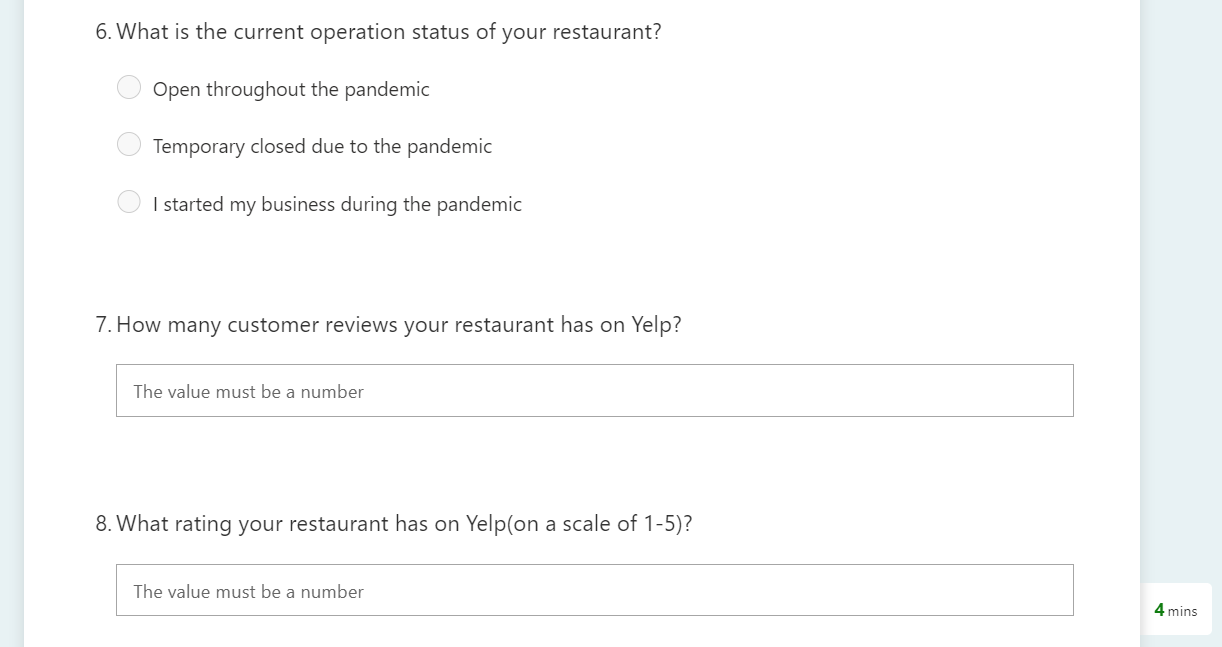 6. What is the current operation status of your restaurant?
Open throughout the pandemic
Temporary closed due to the pandemic
I started my business during the pandemic
7. How many customer reviews your restaurant has on Yelp?
The value must be a number
8. What rating your restaurant has on Yelp(on a scale of 1-5)?
The value must be a number
4 mins